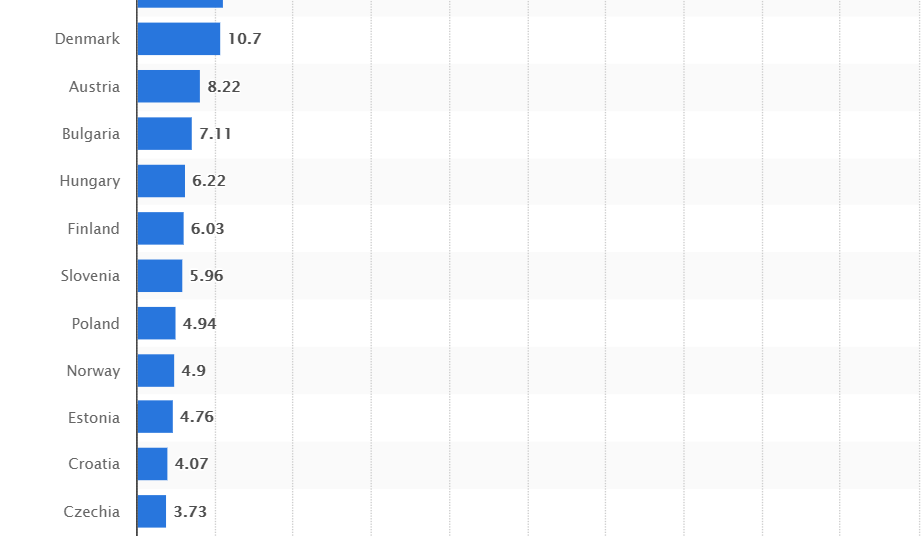 Denmark 10.7
Austria 8.22
Bulgaria 7.11
Hungary 6.22
Finland 6.03
Slovenia 5.96
Poland 4.94
Norway 4.9
Estonia 4.76
Croatia 4.07
Czechia 3.73